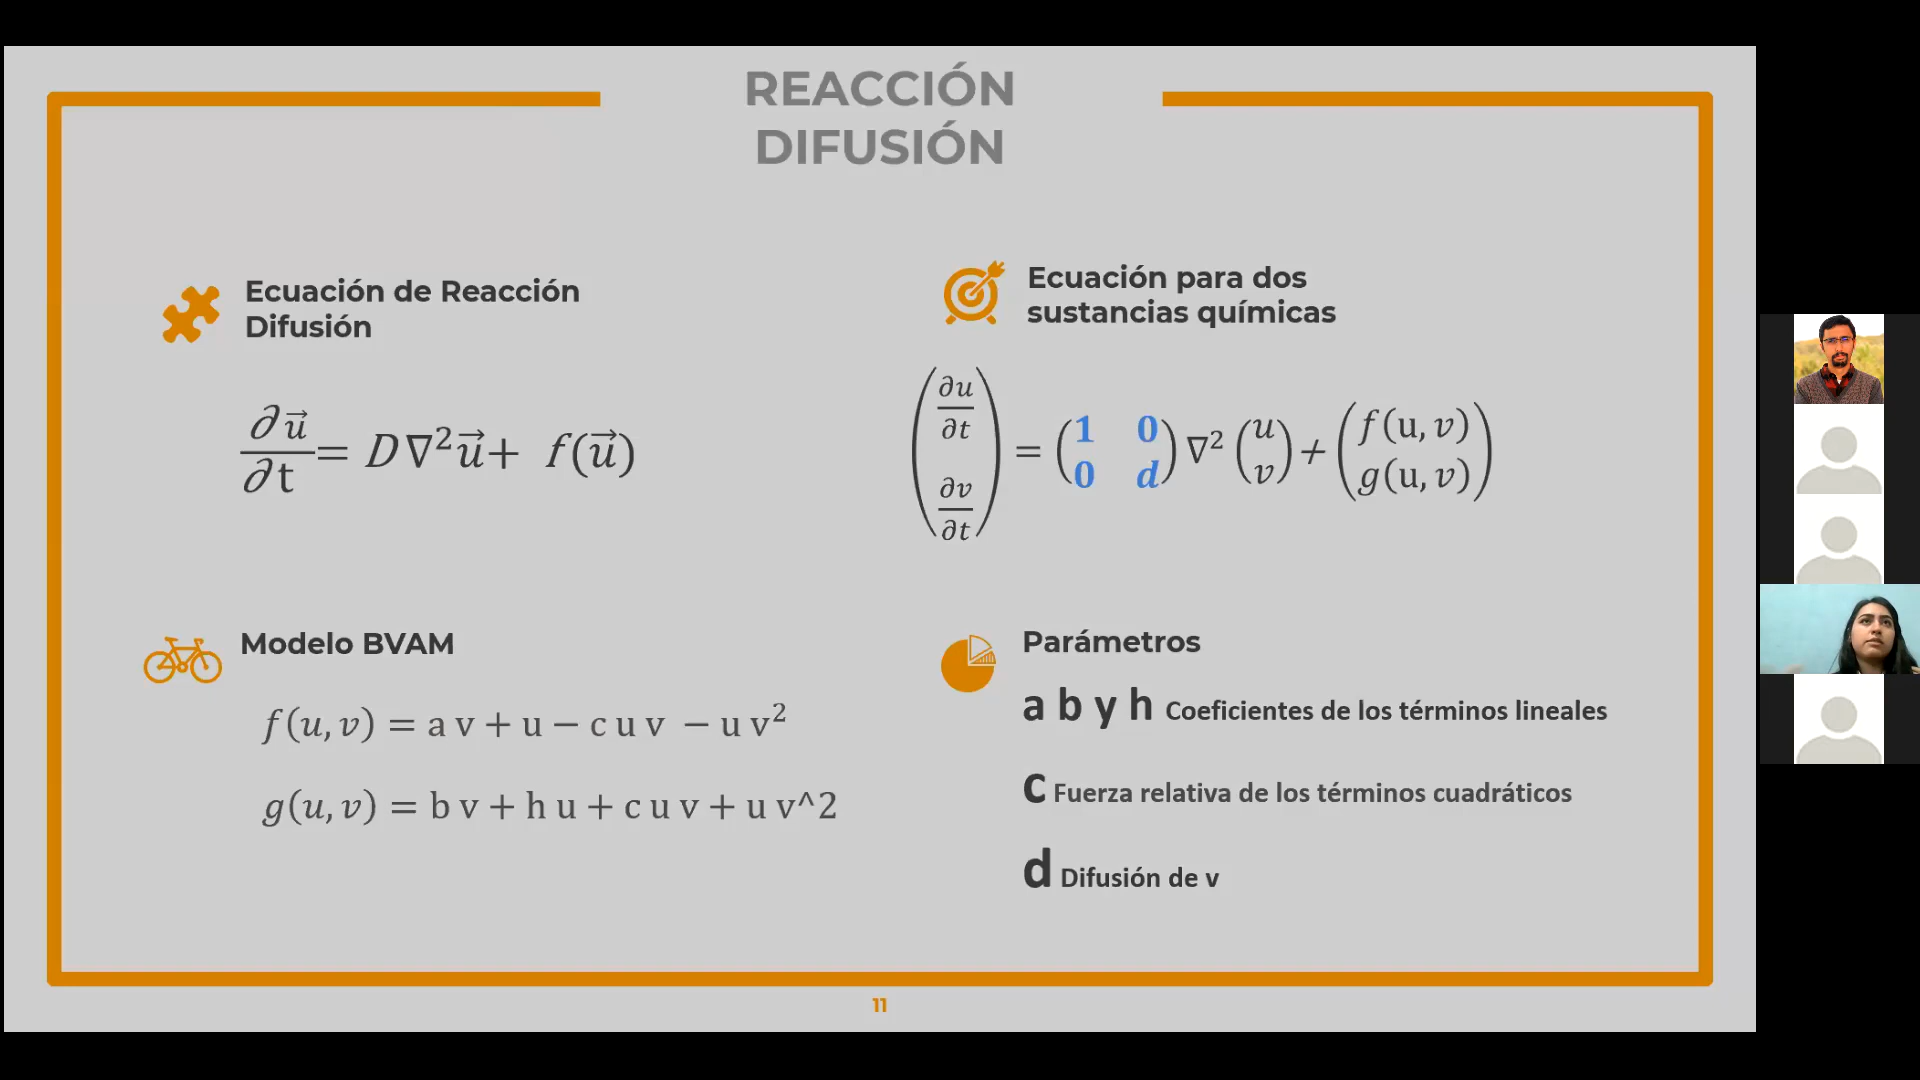 REACCIÓN
DIFUSIÓN
Ecuación de Reacción
Difusión
∂u⃗/∂t = D∇²u⃗ + f(u⃗)
Ecuación para dos
sustancias químicas
(∂u/∂t ∂v/∂t) = (1 0 0 d) ∇² (u v) + (f(u, v) g(u, v))
Modelo BVAM
f(u, v) = a v + u − c u v − u v²
g(u, v) = b v + h u + c u v + u v^2
Parámetros
a b y h Coeficientes de los términos lineales
c Fuerza relativa de los términos cuadráticos
d Difusión de v
11